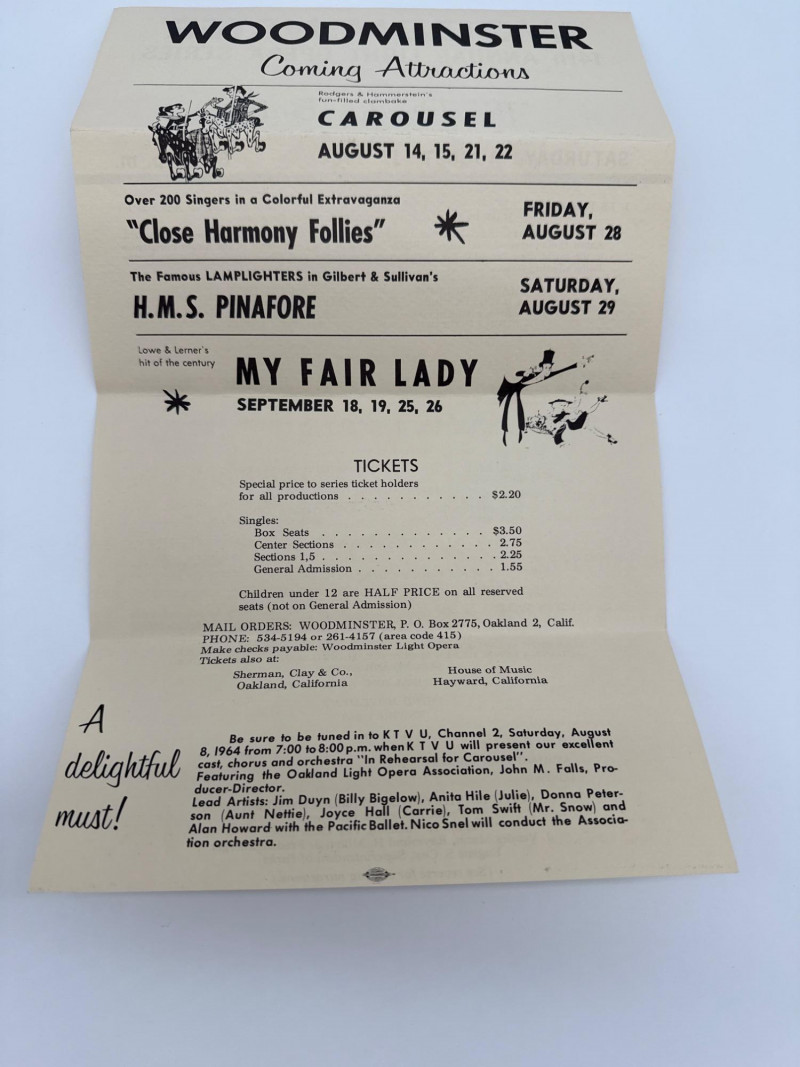 WOODMINSTER
Coming Attractions
Rodgers & Hammerstein's
fun-filled clambake
CAROUSEL
AUGUST 14, 15, 21, 22
Over 200 Singers in a Colorful Extravaganza
"Close Harmony Follies"
FRIDAY,
AUGUST 28
The Famous LAMPLIGHTERS in Gilbert & Sullivan's
H.M.S. PINAFORE
SATURDAY,
AUGUST 29
Lowe & Lerner's
hit of the century
MY FAIR LADY
SEPTEMBER 18, 19, 25, 26
TICKETS
Special price to series ticket holders
for all productions . . . . . . . . . . . $2.20
Singles:
Box Seats . . . . . . . . . . . . . $3.50
Center Sections . . . . . . . . . . . . 2.75
Sections 1,5 . . . . . . . . . . . . . . . 2.25
General Admission . . . . . . . . . . . 1.55
Children under 12 are HALF PRICE on all reserved
seats (not on General Admission)
MAIL ORDERS: WOODMINSTER, P. O. Box 2775, Oakland 2, Calif.
PHONE: 534-5194 or 261-4157 (area code 415)
Make checks payable: Woodminster Light Opera
Tickets also at:
Sherman, Clay & Co.,
Oakland, California
House of Music
Hayward, California
A
delightful
must!
Be sure to be tuned in to K T V U, Channel 2, Saturday, August
8, 1964 from 7:00 to 8:00 p.m. when K T V U will present our excellent
cast, chorus and orchestra "In Rehearsal for Carousel".
Featuring the Oakland Light Opera Association, John M. Falls, Pro-
ducer-Director.
Lead Artists: Jim Duyn (Billy Bigelow), Anita Hile (Julie), Donna Peter-
son (Aunt Nettie), Joyce Hall (Carrie), Tom Swift (Mr. Snow) and
Alan Howard with the Pacific Ballet. Nico Snel will conduct the Associa-
tion orchestra.